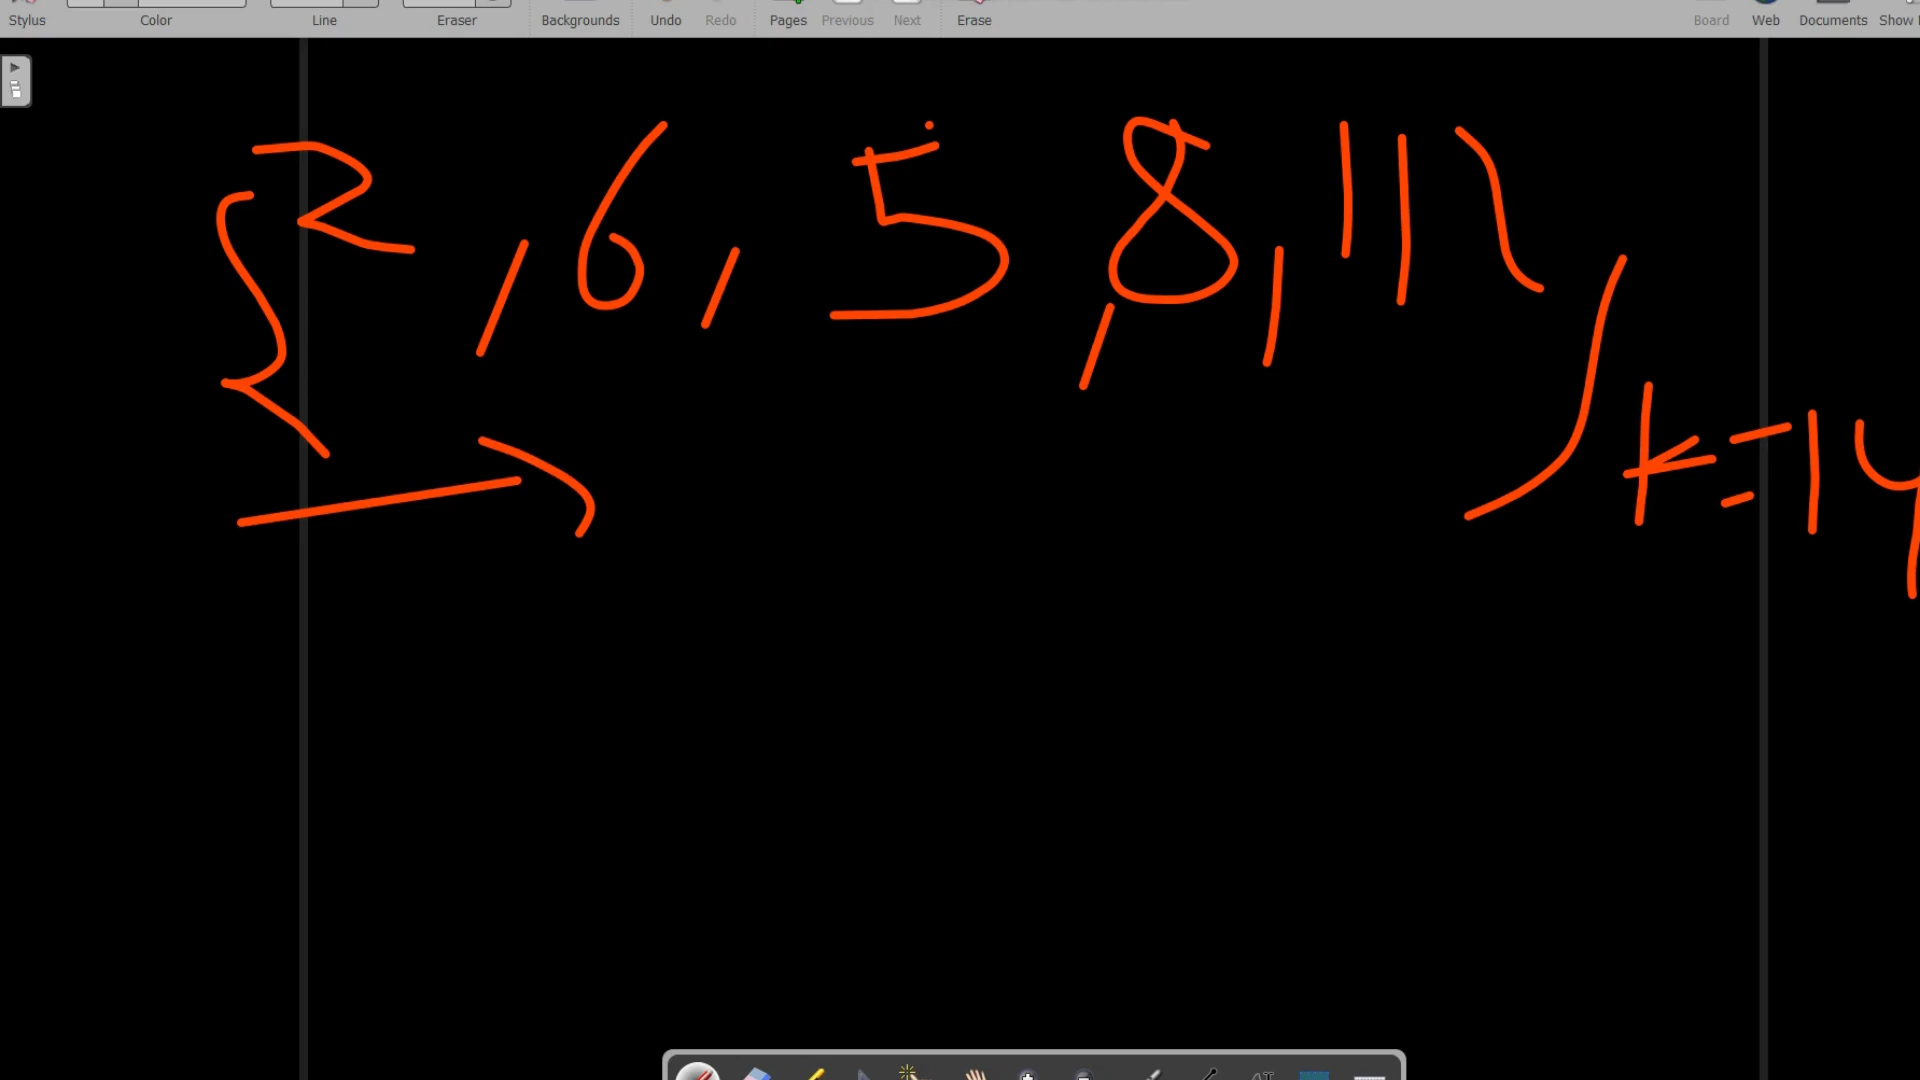 Stylus Color Line Eraser Backgrounds Undo Redo Pages Previous Next Erase Board Web Documents Show
{2, 6, 5, 8, 11}
k=14